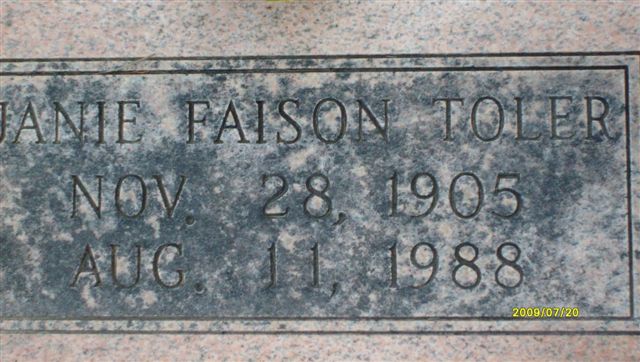 JANIE FAISON TOLER
NOV. 28, 1905
AUG. 11, 1988
2009/07/20